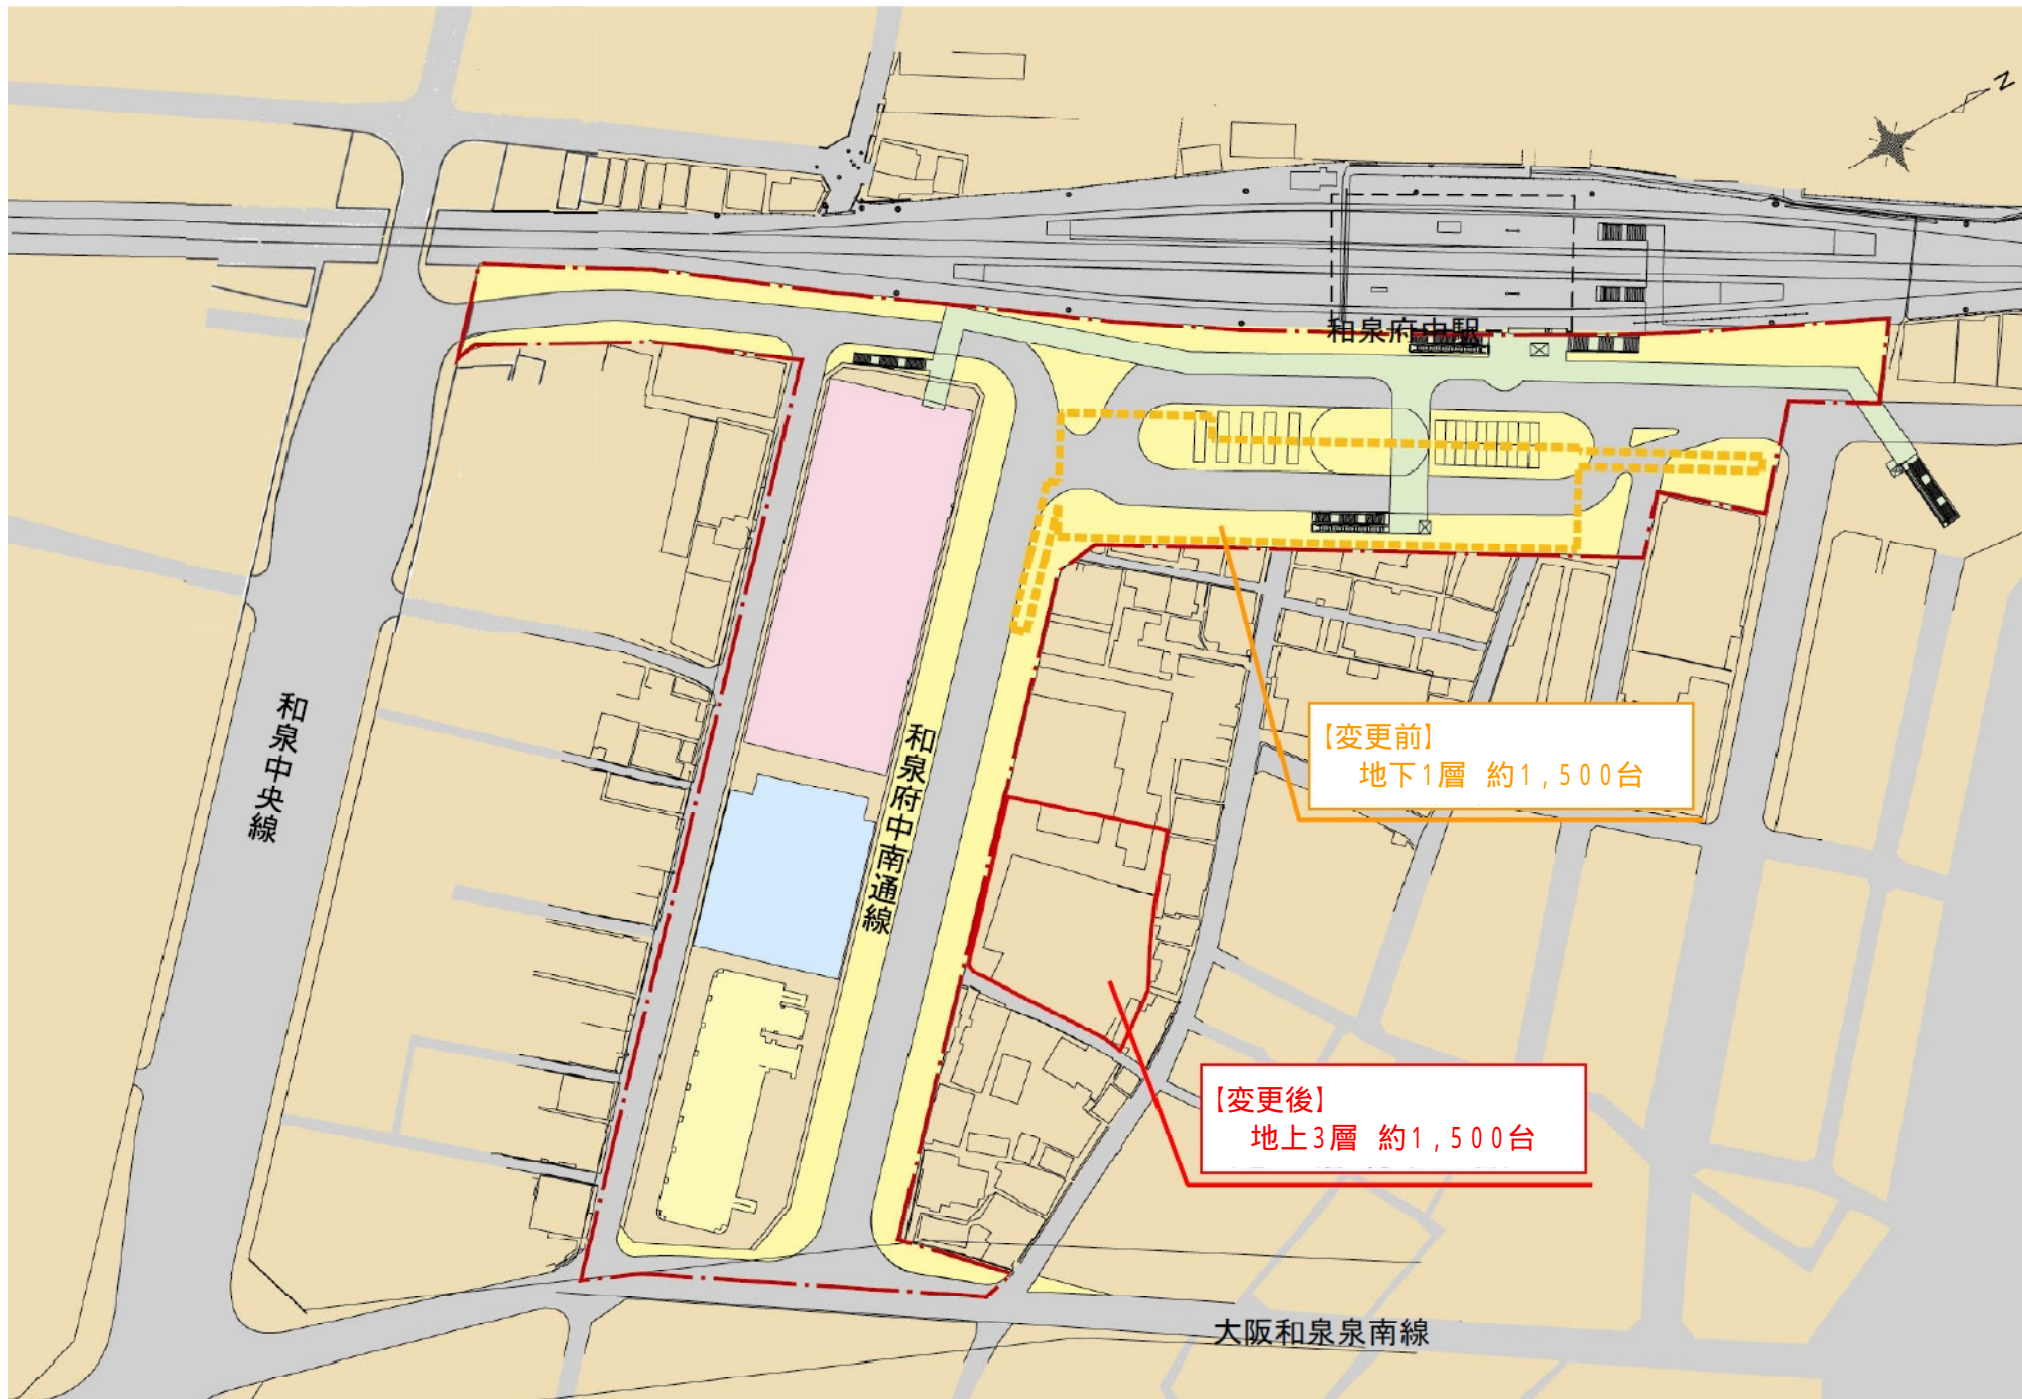 N
和泉府中駅
和泉中央線
和泉府中南通線
【変更前】
地下1層 約1,500台
【変更後】
地上3層 約1,500台
大阪和泉泉南線